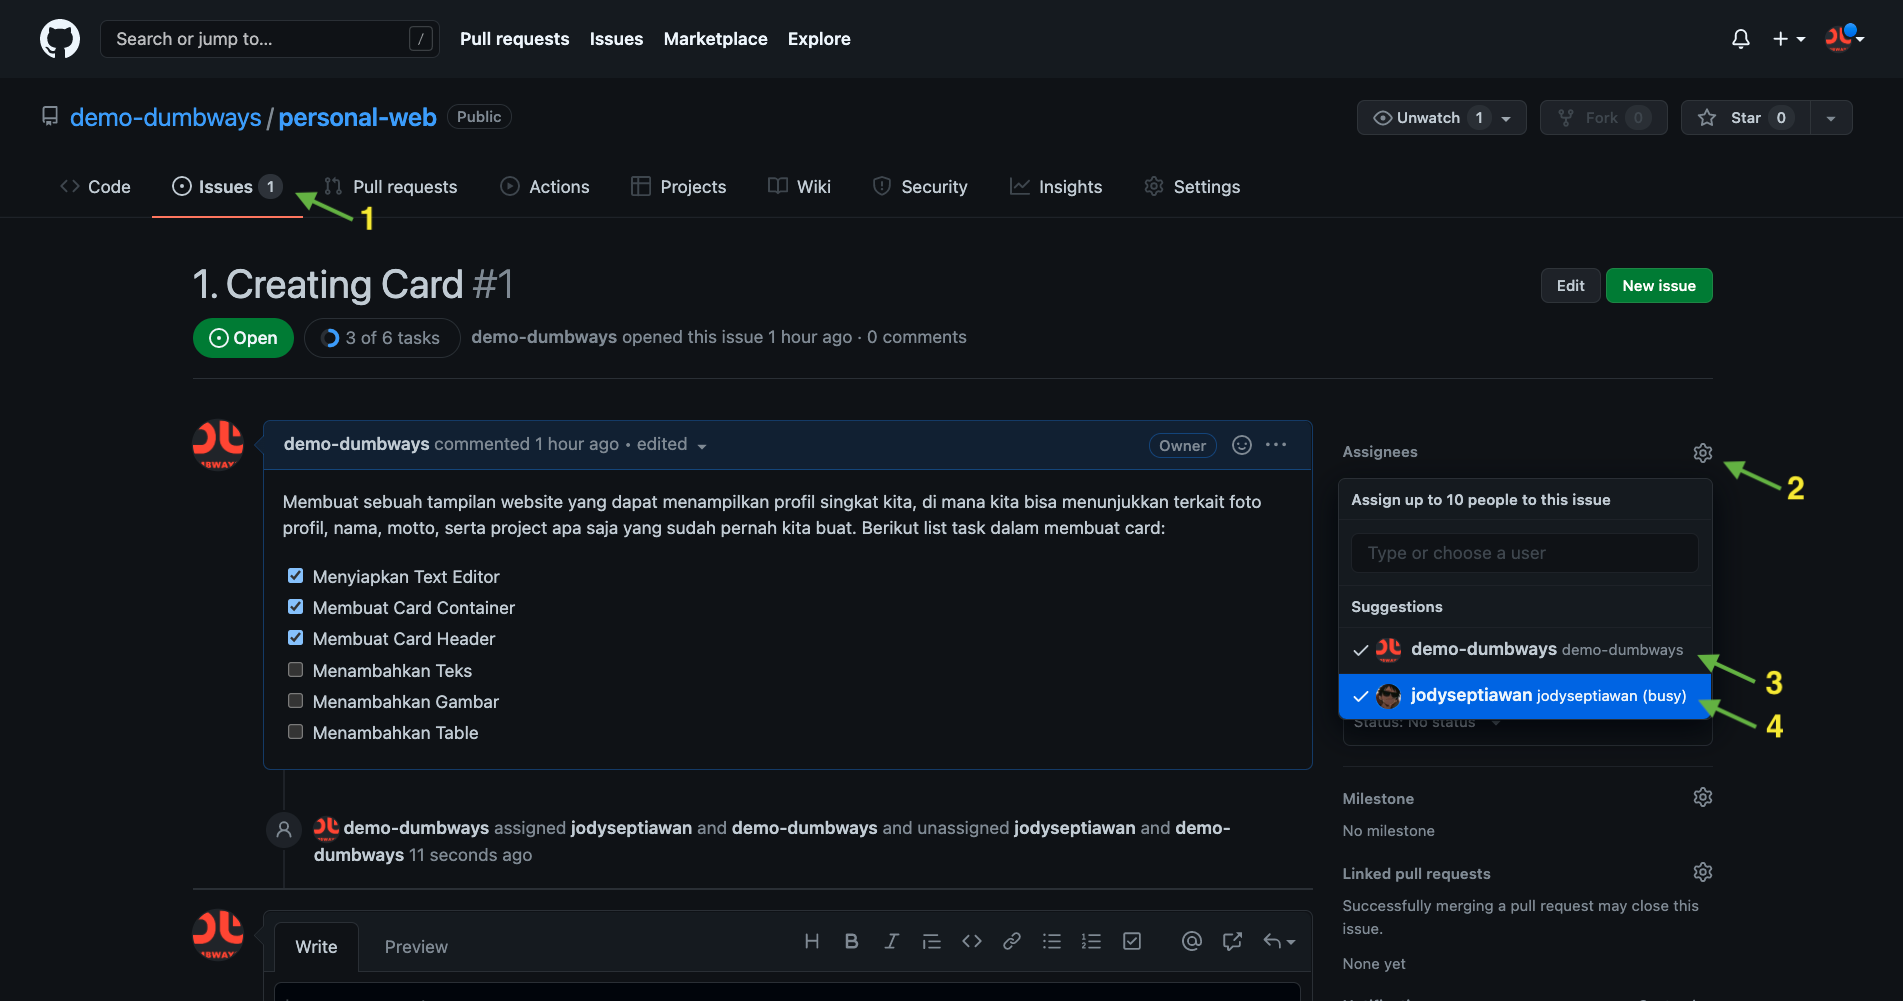 Search or jump to... /
Pull requests Issues Marketplace Explore
demo-dumbways / personal-web Public
Unwatch 1 Fork 0 Star 0
Code Issues 1 Pull requests Actions Projects Wiki Security Insights Settings
1
1. Creating Card #1
Edit New issue
Open 3 of 6 tasks demo-dumbways opened this issue 1 hour ago · 0 comments
demo-dumbways commented 1 hour ago • edited Owner
Membuat sebuah tampilan website yang dapat menampilkan profil singkat kita, di mana kita bisa menunjukkan terkait foto
profil, nama, motto, serta project apa saja yang sudah pernah kita buat. Berikut list task dalam membuat card:
Menyiapkan Text Editor
Membuat Card Container
Membuat Card Header
Menambahkan Teks
Menambahkan Gambar
Menambahkan Table
Assignees
2
Assign up to 10 people to this issue
Type or choose a user
Suggestions
demo-dumbways demo-dumbways
3
jodyseptiawan jodyseptiawan (busy)
4
Status: No status
Milestone
No milestone
Linked pull requests
Successfully merging a pull request may close this
issue.
None yet
demo-dumbways assigned jodyseptiawan and demo-dumbways and unassigned jodyseptiawan and demo-
dumbways 11 seconds ago
Write Preview